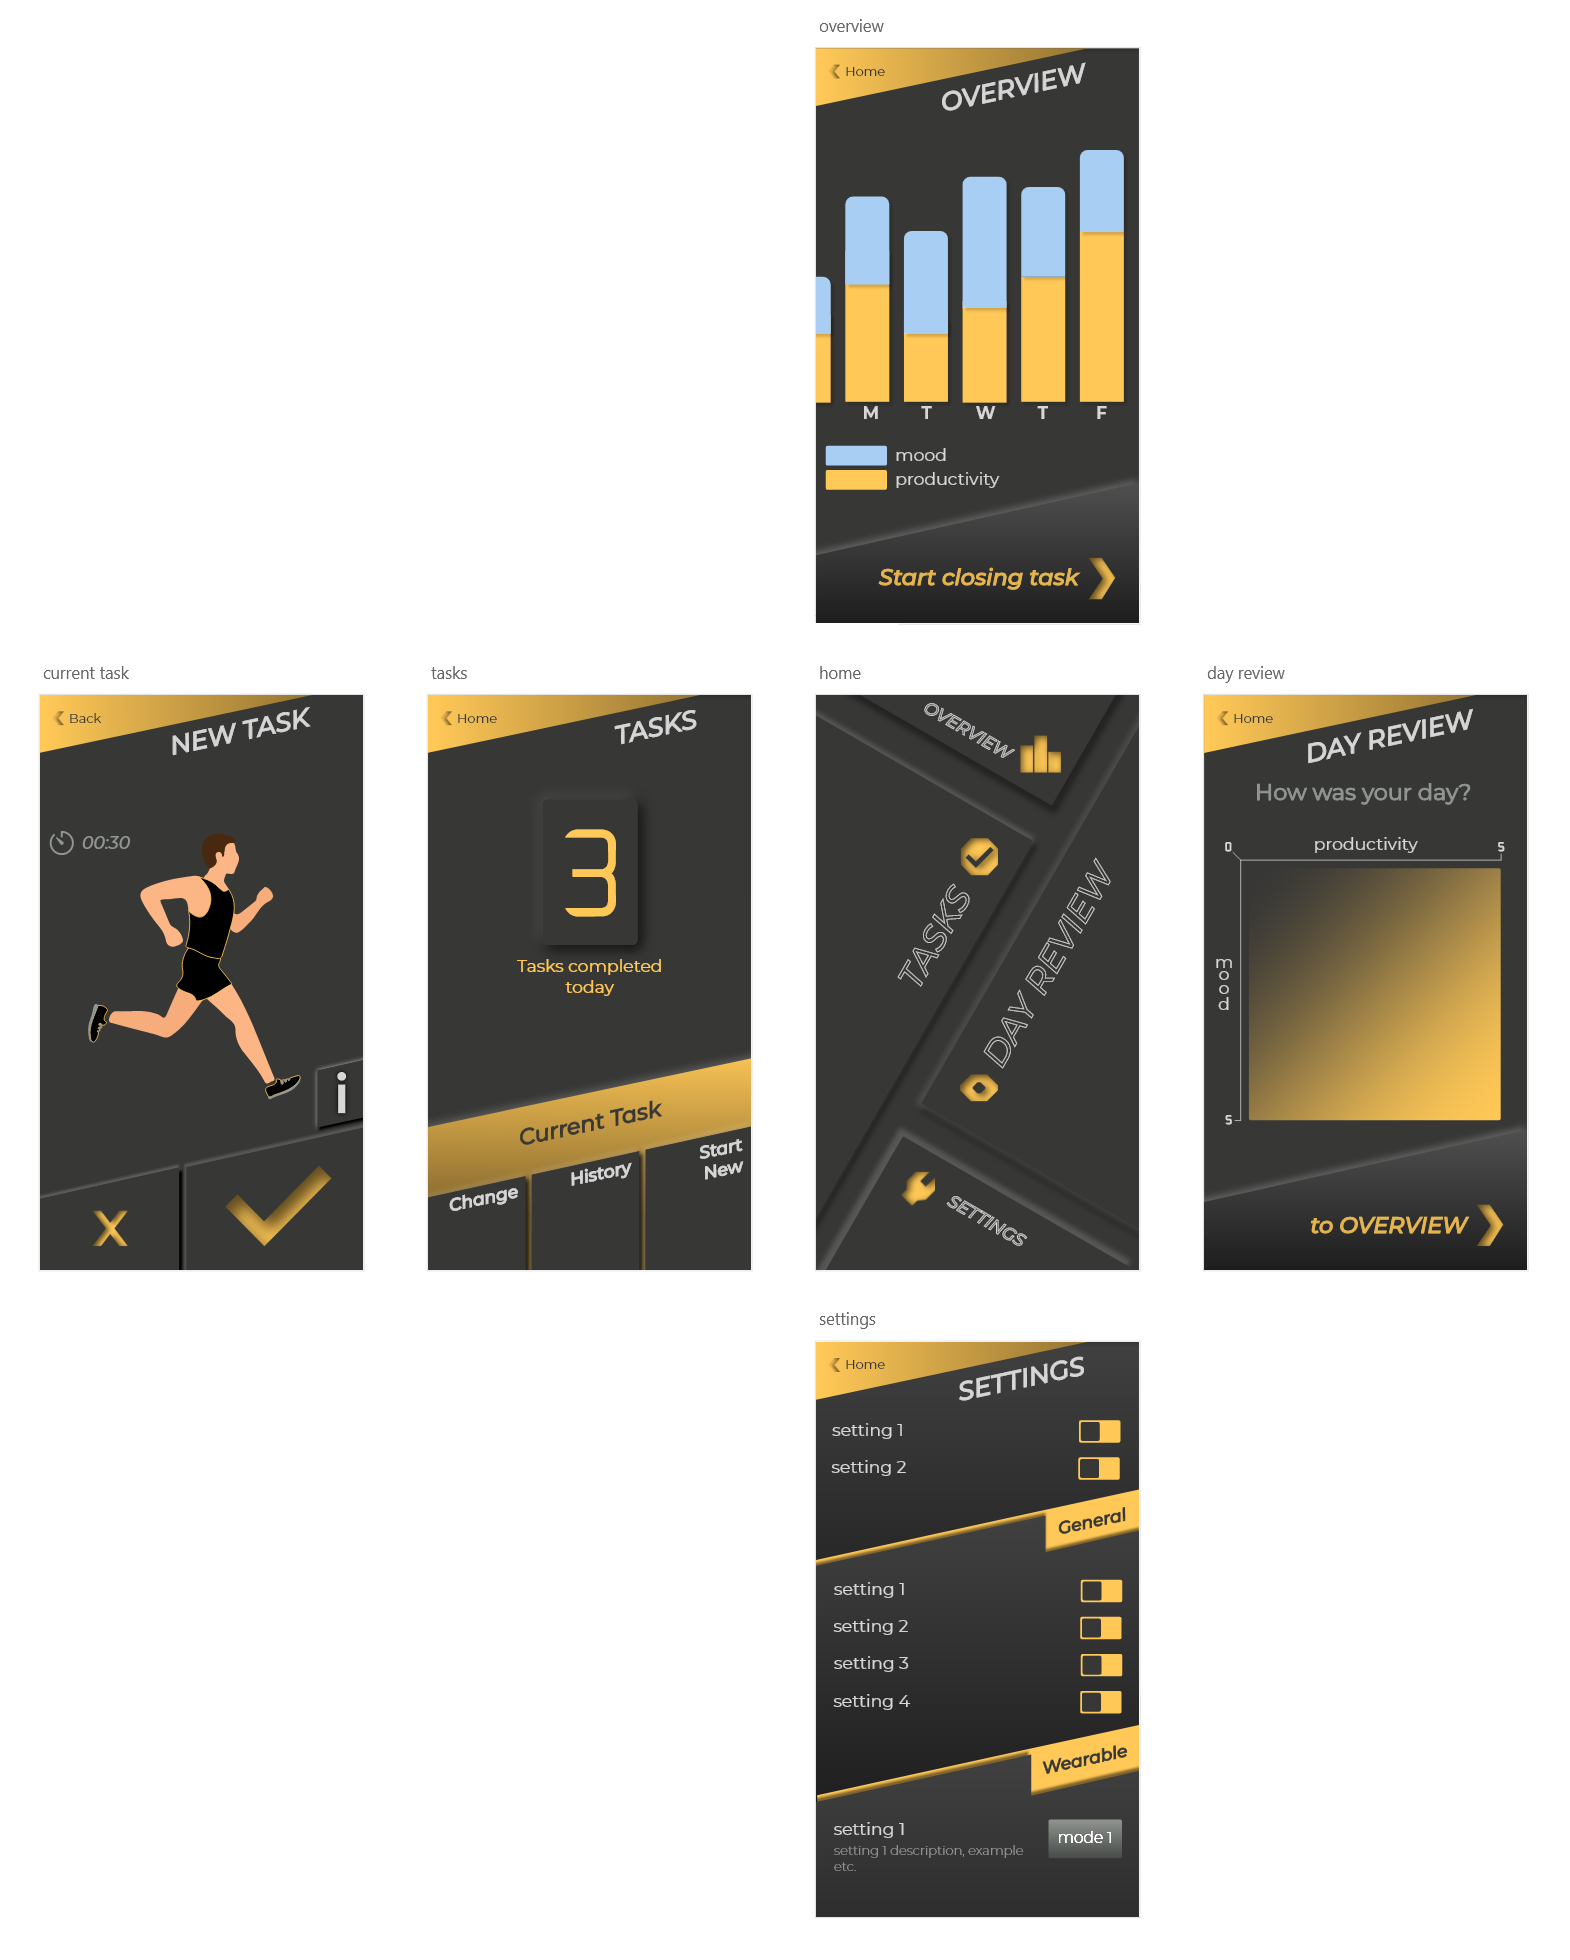 overview
Home
OVERVIEW
M T W T F
mood
productivity
Start closing task
current task
Back
NEW TASK
00:30
i
X
tasks
Home
TASKS
3
Tasks completed
today
Current Task
Change
History
Start
New
home
OVERVIEW
TASKS
DAY REVIEW
SETTINGS
day review
Home
DAY REVIEW
How was your day?
productivity
0
5
mood
5
to OVERVIEW
settings
Home
SETTINGS
setting 1
setting 2
General
setting 1
setting 2
setting 3
setting 4
Wearable
setting 1
mode 1
setting 1 description, example
etc.